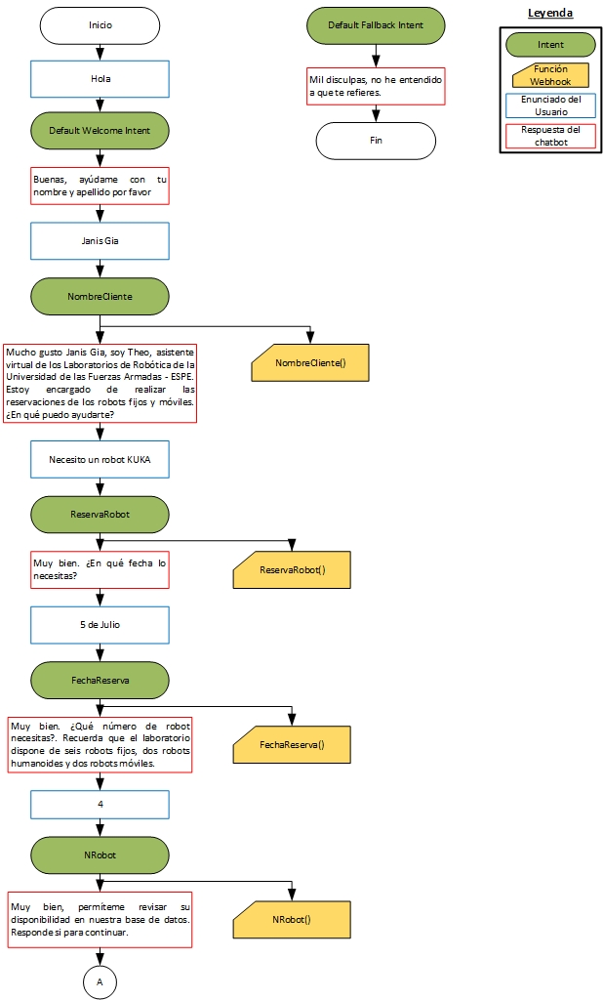 Inicio
Hola
Default Welcome Intent
Buenas, ayúdame con tu
nombre y apellido por favor
Janis Gia
NombreCliente
Mucho gusto Janis Gia, soy Theo, asistente
virtual de los Laboratorios de Robótica de la
Universidad de las Fuerzas Armadas - ESPE.
Estoy encargado de realizar las
reservaciones de los robots fijos y móviles.
¿En qué puedo ayudarte?
NombreCliente()
Necesito un robot KUKA
ReservaRobot
Muy bien. ¿En qué fecha lo
necesitas?
ReservaRobot()
5 de Julio
FechaReserva
Muy bien. ¿Qué número de robot
necesitas?. Recuerda que el laboratorio
dispone de seis robots fijos, dos robots
humanoides y dos robots móviles.
FechaReserva()
4
NRobot
Muy bien, permíteme revisar su
disponibilidad en nuestra base de datos.
Responde si para continuar.
NRobot()
A
Default Fallback Intent
Mil disculpas, no he entendido
a que te refieres.
Fin
Leyenda
Intent
Función
Webhook
Enunciado del
Usuario
Respuesta del
chatbot